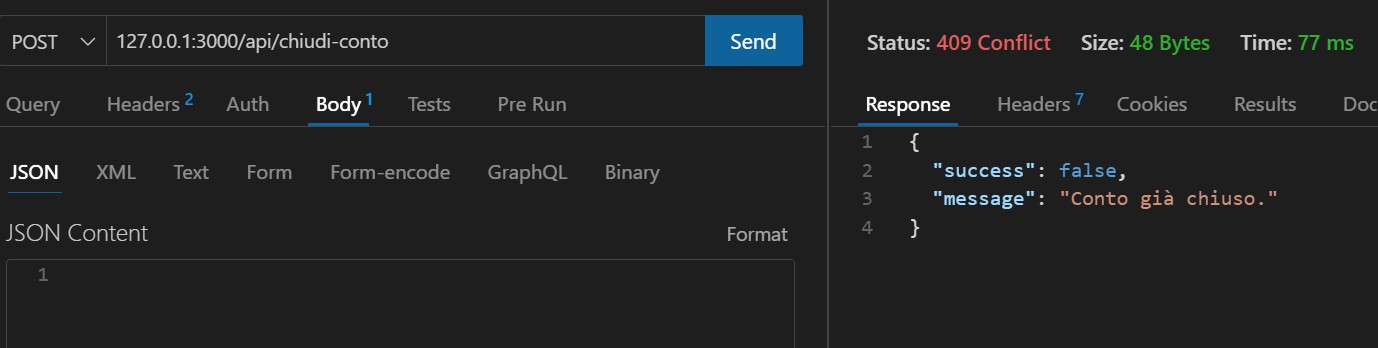 POST 127.0.0.1:3000/api/chiudi-conto Send
Query Headers 2 Auth Body 1 Tests Pre Run
JSON XML Text Form Form-encode GraphQL Binary
JSON Content Format
1
Status: 409 Conflict Size: 48 Bytes Time: 77 ms
Response Headers 7 Cookies Results Doc
1 {
2 "success": false,
3 "message": "Conto già chiuso."
4 }